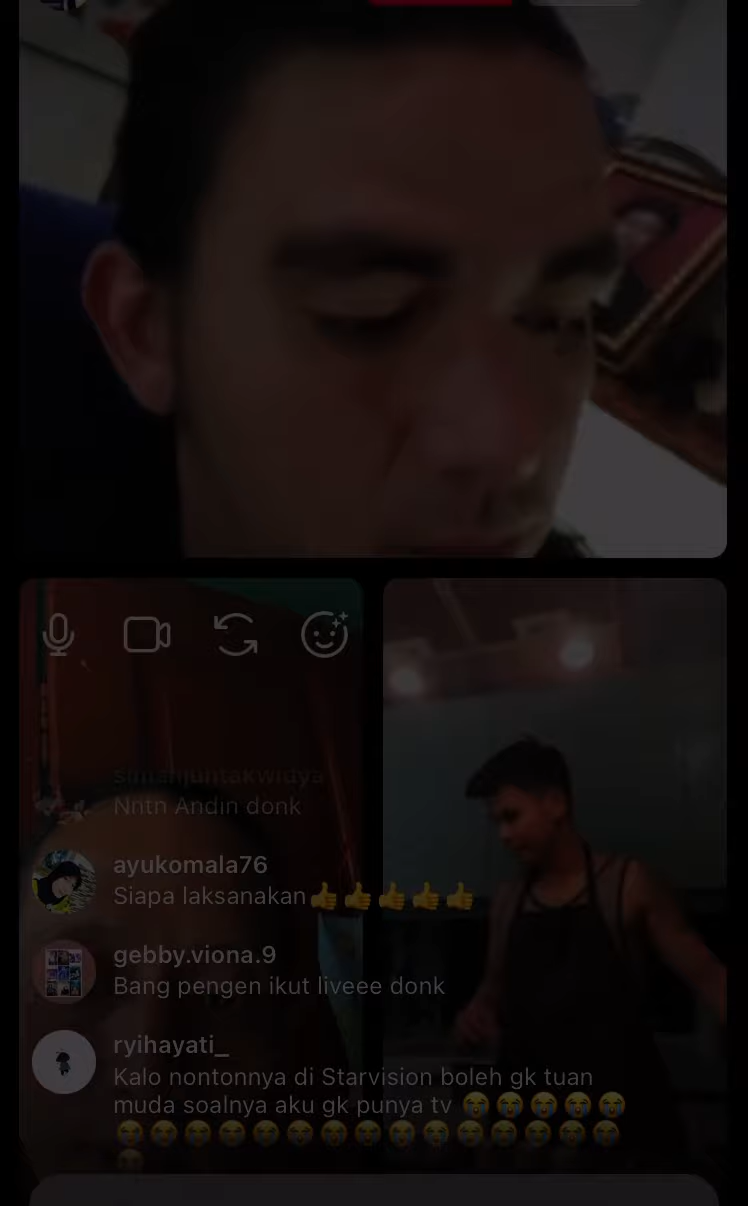 simanjuntakwidya
Nntn Andin donk
ayukomala76
Siapa laksanakan👍👍👍👍👍
gebby.viona.9
Bang pengen ikut liveee donk
ryihayati_
Kalo nontonnya di Starvision boleh gk tuan
muda soalnya aku gk punya tv 😭😭😭😭😭
😭😭😭😭😭😭😭😭😭😭😭😭😭😭😭
😭